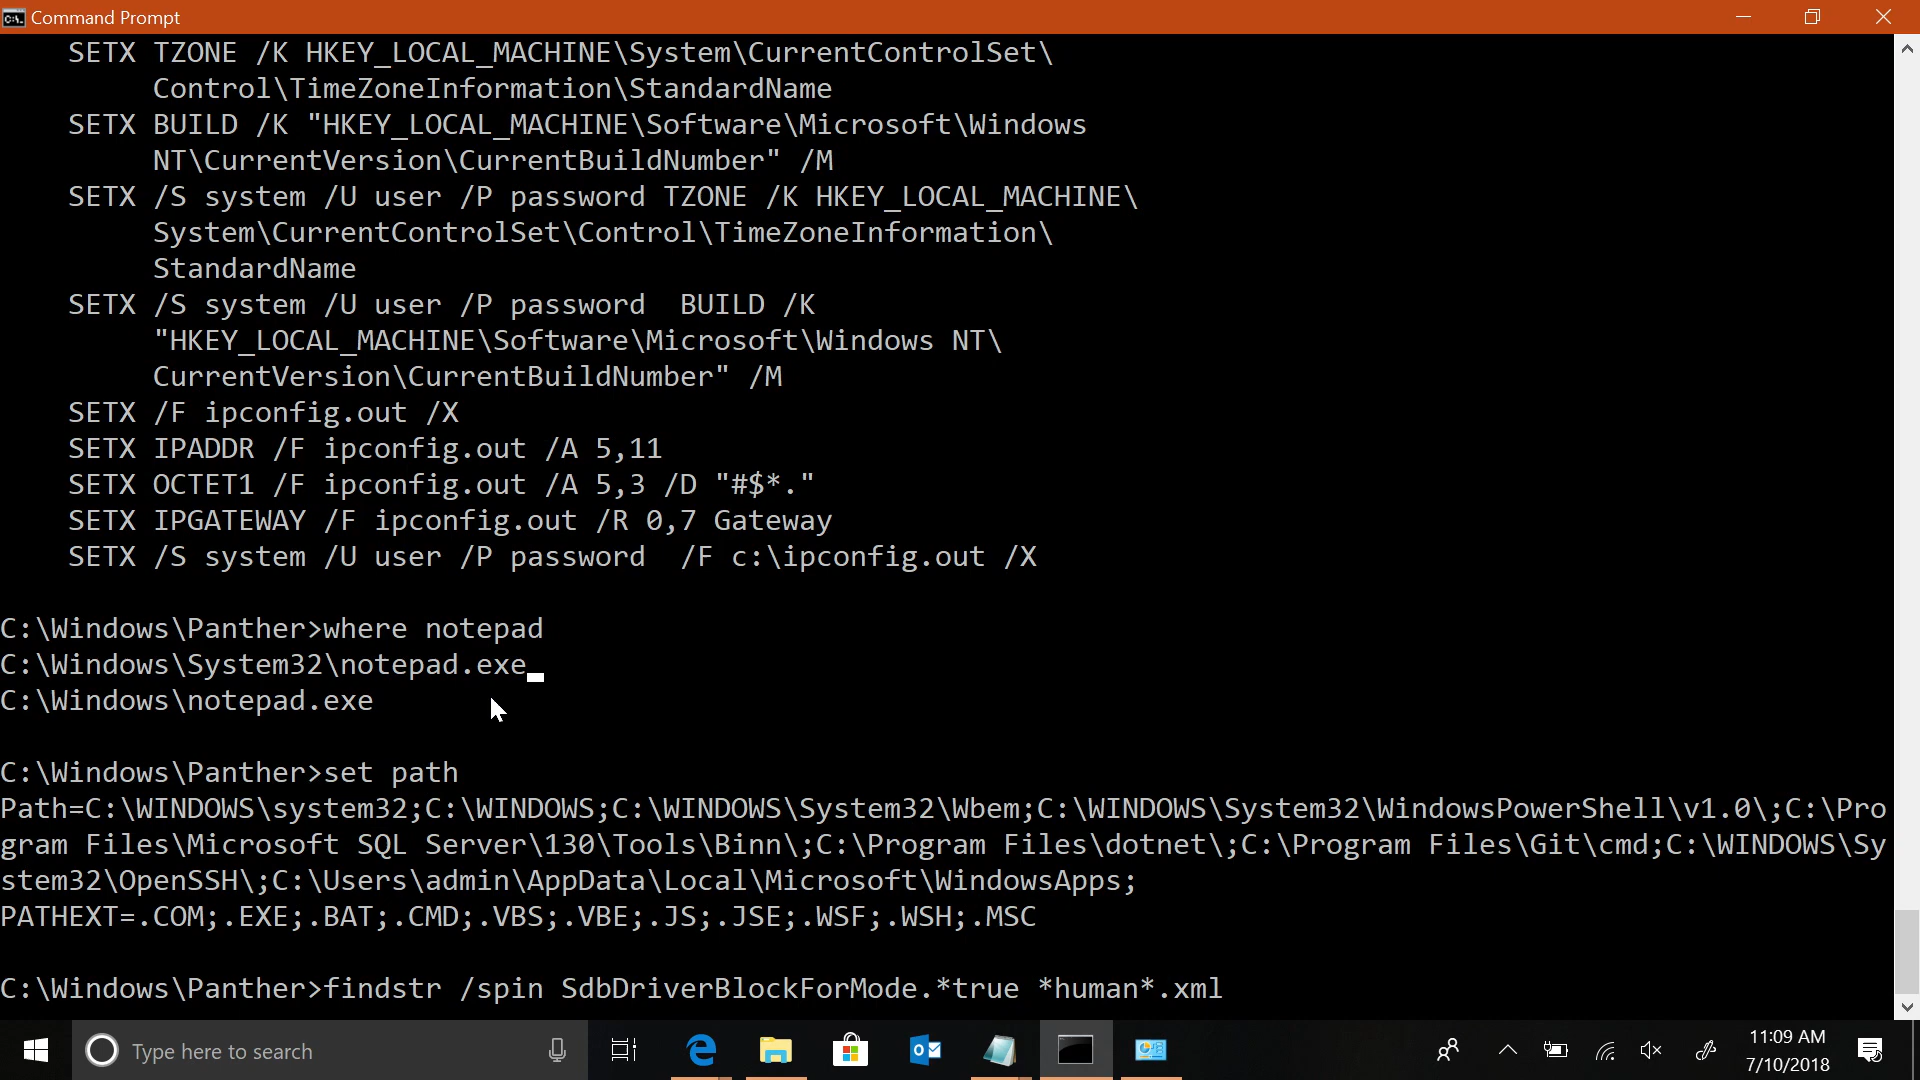 Command Prompt
SETX TZONE /K HKEY_LOCAL_MACHINE\System\CurrentControlSet\
Control\TimeZoneInformation\StandardName
SETX BUILD /K "HKEY_LOCAL_MACHINE\Software\Microsoft\Windows
NT\CurrentVersion\CurrentBuildNumber" /M
SETX /S system /U user /P password TZONE /K HKEY_LOCAL_MACHINE\
System\CurrentControlSet\Control\TimeZoneInformation\
StandardName
SETX /S system /U user /P password  BUILD /K
"HKEY_LOCAL_MACHINE\Software\Microsoft\Windows NT\
CurrentVersion\CurrentBuildNumber" /M
SETX /F ipconfig.out /X
SETX IPADDR /F ipconfig.out /A 5,11
SETX OCTET1 /F ipconfig.out /A 5,3 /D "#$*."
SETX IPGATEWAY /F ipconfig.out /R 0,7 Gateway
SETX /S system /U user /P password  /F c:\ipconfig.out /X
C:\Windows\Panther>where notepad
C:\Windows\System32\notepad.exe
C:\Windows\notepad.exe
C:\Windows\Panther>set path
Path=C:\WINDOWS\system32;C:\WINDOWS;C:\WINDOWS\System32\Wbem;C:\WINDOWS\System32\WindowsPowerShell\v1.0\;C:\Pro
gram Files\Microsoft SQL Server\130\Tools\Binn\;C:\Program Files\dotnet\;C:\Program Files\Git\cmd;C:\WINDOWS\Sy
stem32\OpenSSH\;C:\Users\admin\AppData\Local\Microsoft\WindowsApps;
PATHEXT=.COM;.EXE;.BAT;.CMD;.VBS;.VBE;.JS;.JSE;.WSF;.WSH;.MSC
C:\Windows\Panther>findstr /spin SdbDriverBlockForMode.*true *human*.xml
Type here to search
11:09 AM
7/10/2018